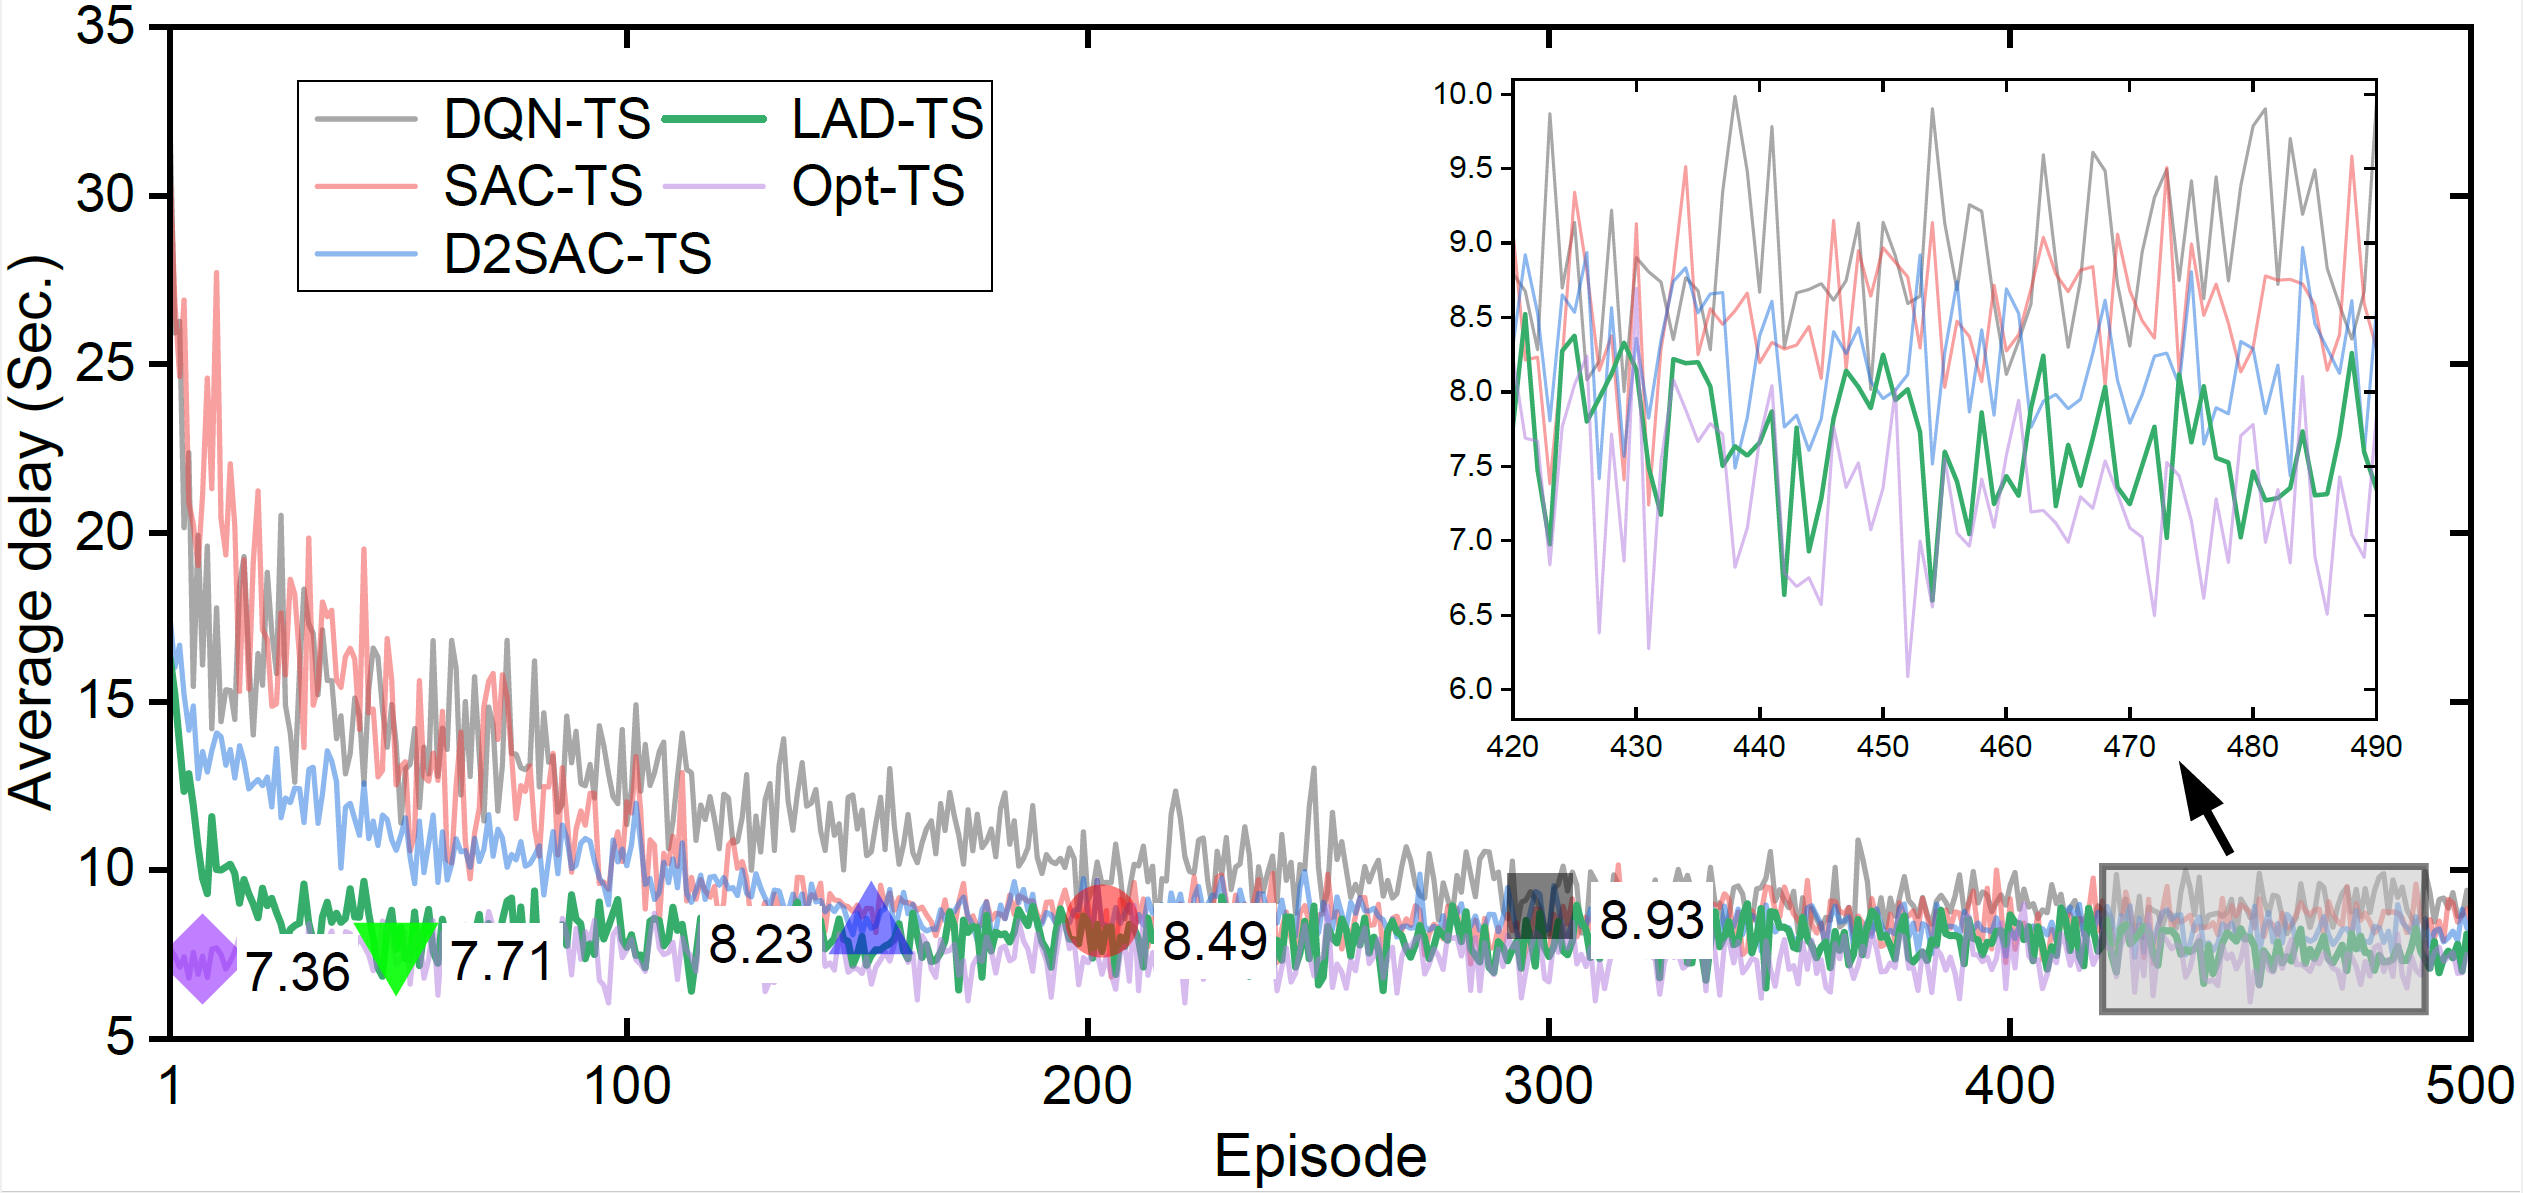 35
30
25
20
15
10
5
Average delay (Sec.)
DQN-TS LAD-TS
SAC-TS Opt-TS
D2SAC-TS
10.0
9.5
9.0
8.5
8.0
7.5
7.0
6.5
6.0
420 430 440 450 460 470 480 490
7.36 7.71 8.23 8.49 8.93
1 100 200 300 400 500
Episode